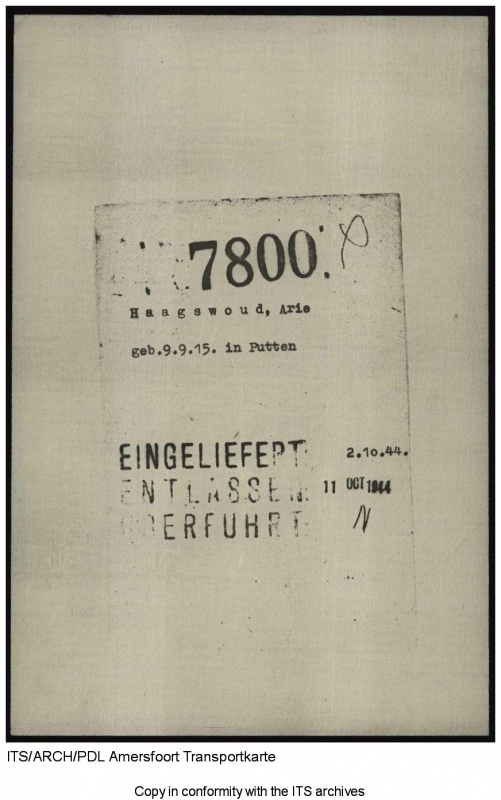 7800
Haagswoud, Arie
geb.9.9.15. in Putten
EINGELIEFERT 2.10.44.
ENTLASSEN 11 OCT 1944
ÜBERFUHRT N
ITS/ARCH/PDL Amersfoort Transportkarte
Copy in conformity with the ITS archives